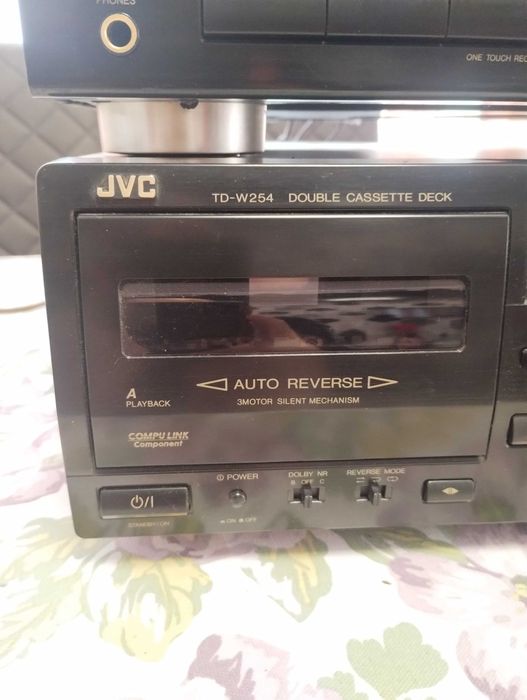 PHONES
ONE TOUCH REC
JVC
TD-W254 DOUBLE CASSETTE DECK
AUTO REVERSE
3MOTOR SILENT MECHANISM
A
PLAYBACK
COMPU LINK
Component
POWER
DOLBY NR
B OFF C
REVERSE MODE
STANDBY/ON
ON OFF